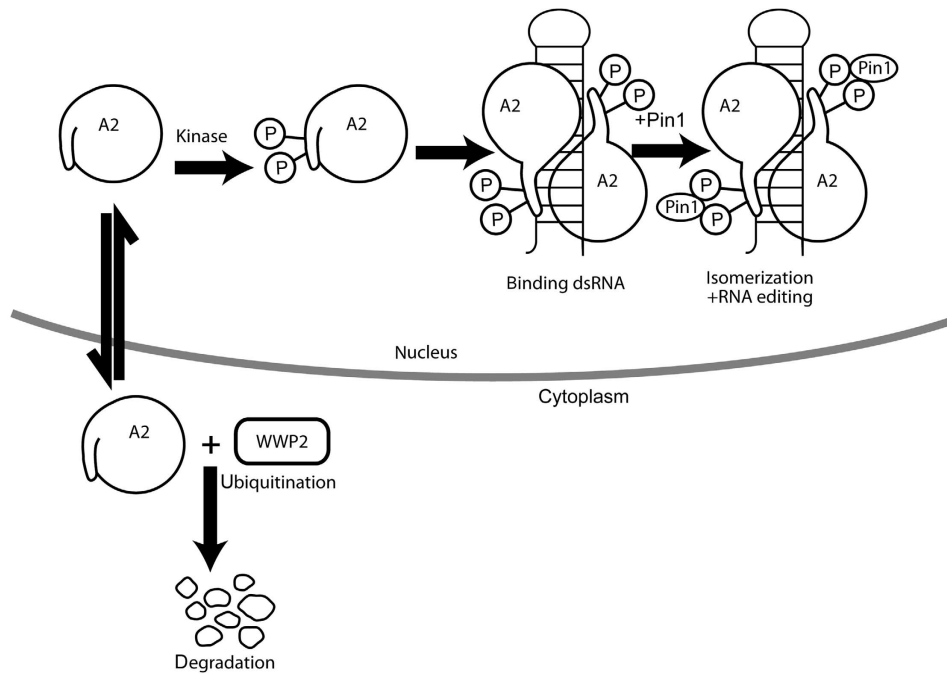 A2
Kinase
P
P
A2
A2
P
P
A2
P
P
Binding dsRNA
+Pin1
A2
P
Pin1
P
A2
P
Pin1
P
Isomerization
+RNA editing
Nucleus
Cytoplasm
A2
+
WWP2
Ubiquitination
Degradation